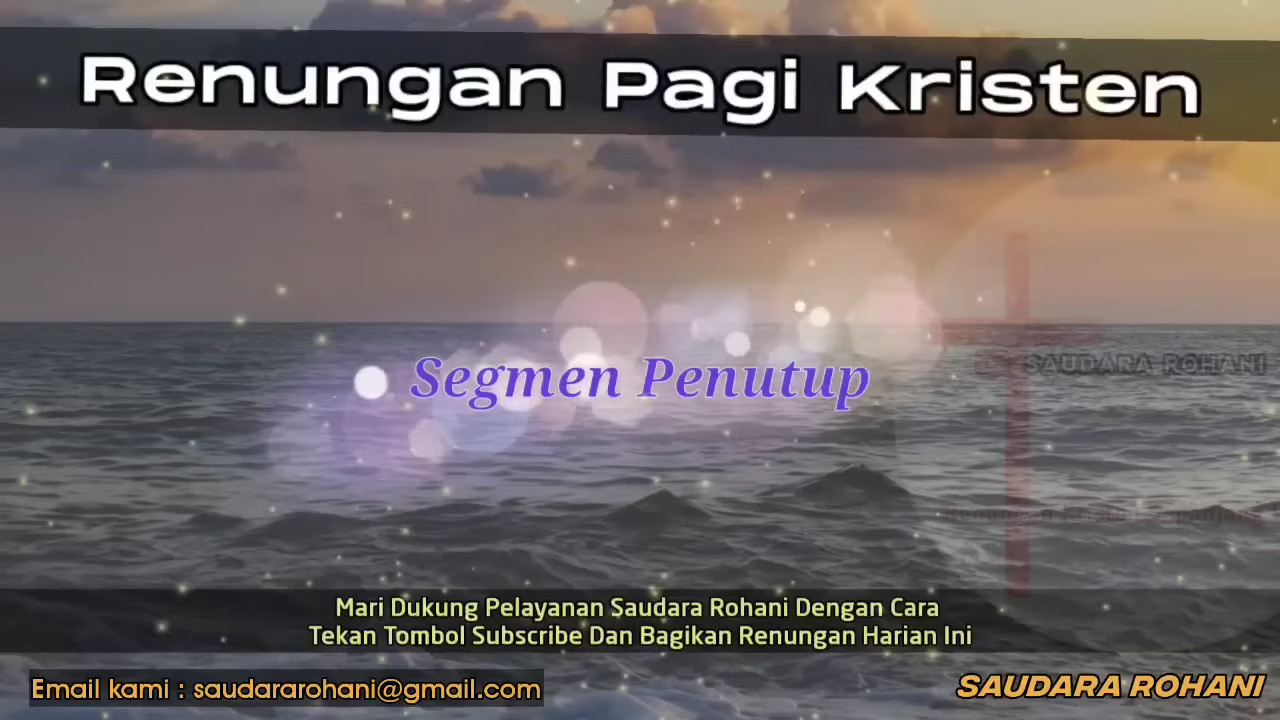 Renungan Pagi Kristen
SAUDARA ROHANI
Segmen Penutup
Mari Dukung Pelayanan Saudara Rohani Dengan Cara
Tekan Tombol Subscribe Dan Bagikan Renungan Harian Ini
Email kami : saudararohani@gmail.com
SAUDARA ROHANI